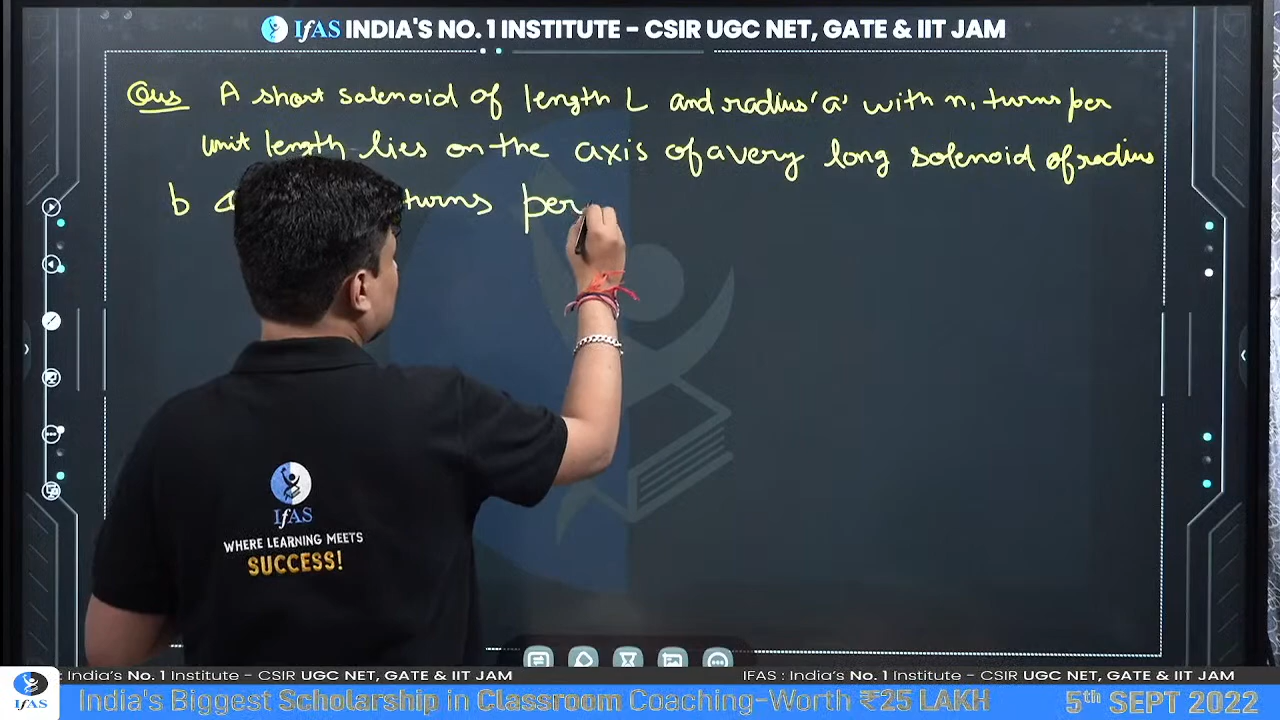 IfAS INDIA'S NO. 1 INSTITUTE - CSIR UGC NET, GATE & IIT JAM
Ques A short solenoid of length L and radius 'a' with n₁ turns per
unit length lies on the axis of a very long solenoid of radius
b turns per
IfAS
WHERE LEARNING MEETS
SUCCESS!
: India's No. 1 Institute - CSIR UGC NET, GATE & IIT JAM IFAS : India's No. 1 Institute - CSIR UGC NET, GATE & IIT JAM
IfAS India's Biggest Scholarship in Classroom Coaching-Worth ₹25 LAKH 5th SEPT 2022